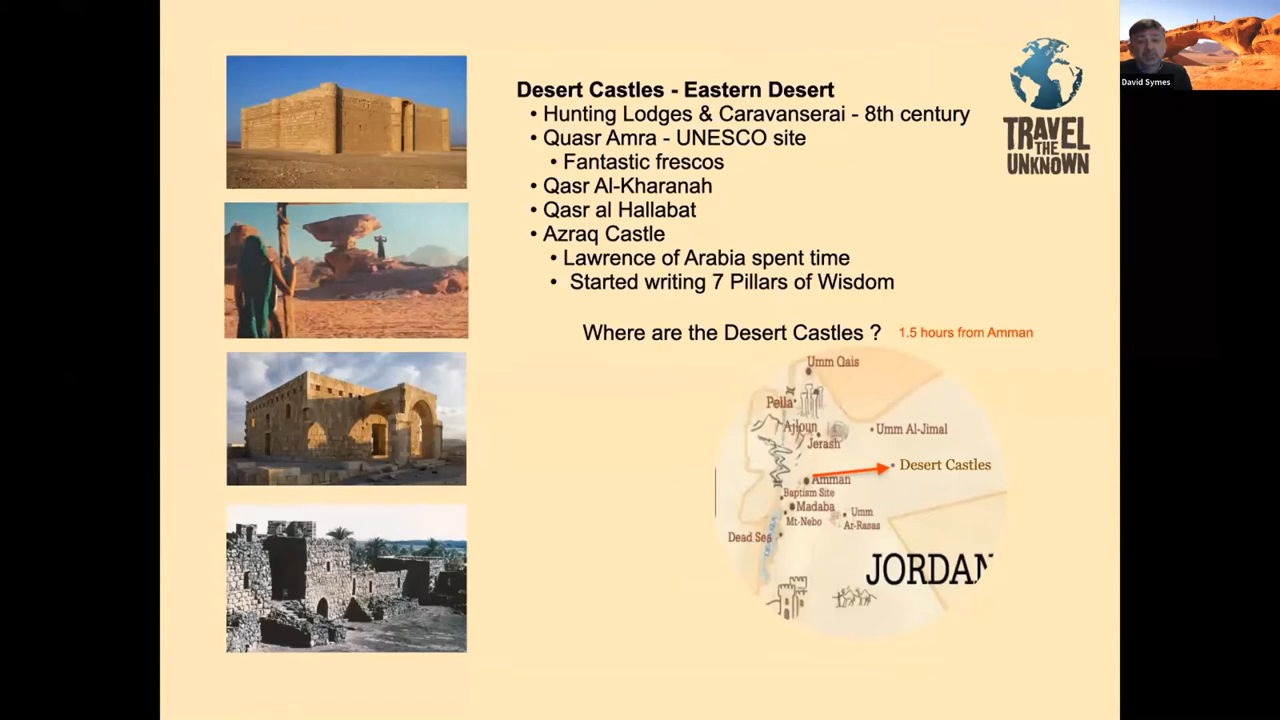 Desert Castles - Eastern Desert
• Hunting Lodges & Caravanserai - 8th century
• Quasr Amra - UNESCO site
• Fantastic frescos
• Qasr Al-Kharanah
• Qasr al Hallabat
• Azraq Castle
• Lawrence of Arabia spent time
• Started writing 7 Pillars of Wisdom
Where are the Desert Castles ?
1.5 hours from Amman
TRAVEL
THE
UNKNOWN
David Symes
Umm Qais
Pella
Ajloun
Jerash
Umm Al-Jimal
Desert Castles
Amman
Baptism Site
Madaba
Mt-Nebo
Umm
Ar-Rasas
Dead Sea
JORDAN